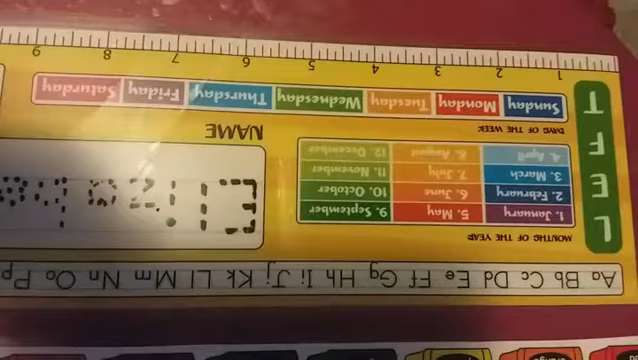 Aa Bb Cc Dd Ee Ff Gg Hh Ii Jj Kk Ll Mm Nn Oo Pp
LEFT
MONTHS OF THE YEAR
1. January 5. May 9. September
2. February 6. June 10. October
3. March 7. July 11. November
4. April 8. August 12. December
DAYS OF THE WEEK
Sunday Monday Tuesday Wednesday Thursday Friday Saturday
NAME
1 2 3 4 5 6 7 8 9